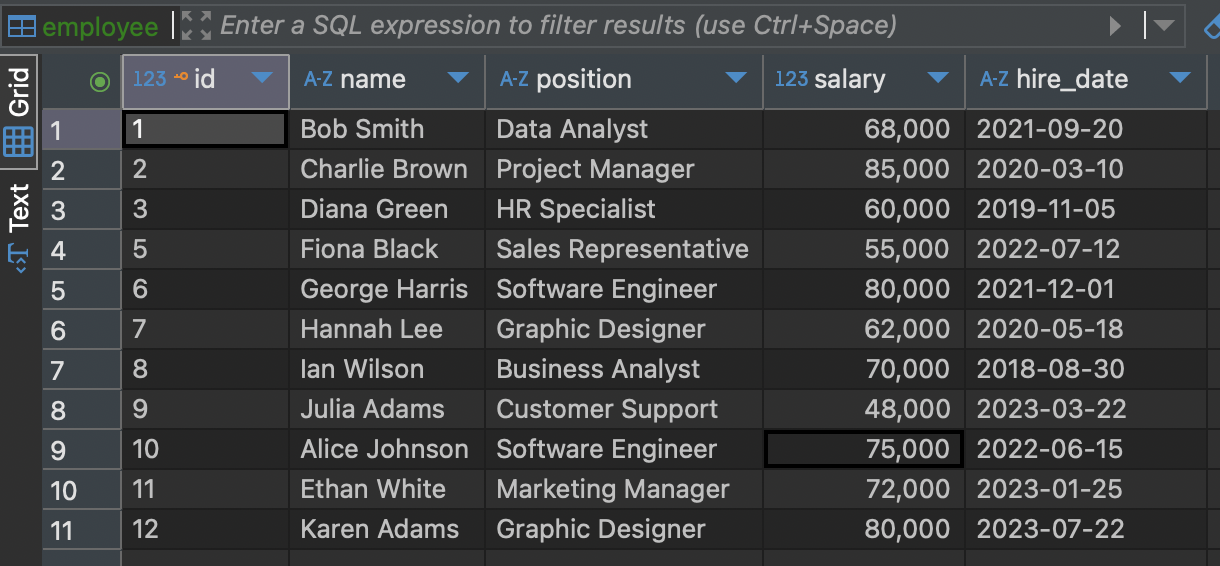 employee Enter a SQL expression to filter results (use Ctrl+Space)
Grid
Text
123 id A-Z name A-Z position 123 salary A-Z hire_date
1 1 Bob Smith Data Analyst 68,000 2021-09-20
2 2 Charlie Brown Project Manager 85,000 2020-03-10
3 3 Diana Green HR Specialist 60,000 2019-11-05
4 5 Fiona Black Sales Representative 55,000 2022-07-12
5 6 George Harris Software Engineer 80,000 2021-12-01
6 7 Hannah Lee Graphic Designer 62,000 2020-05-18
7 8 Ian Wilson Business Analyst 70,000 2018-08-30
8 9 Julia Adams Customer Support 48,000 2023-03-22
9 10 Alice Johnson Software Engineer 75,000 2022-06-15
10 11 Ethan White Marketing Manager 72,000 2023-01-25
11 12 Karen Adams Graphic Designer 80,000 2023-07-22